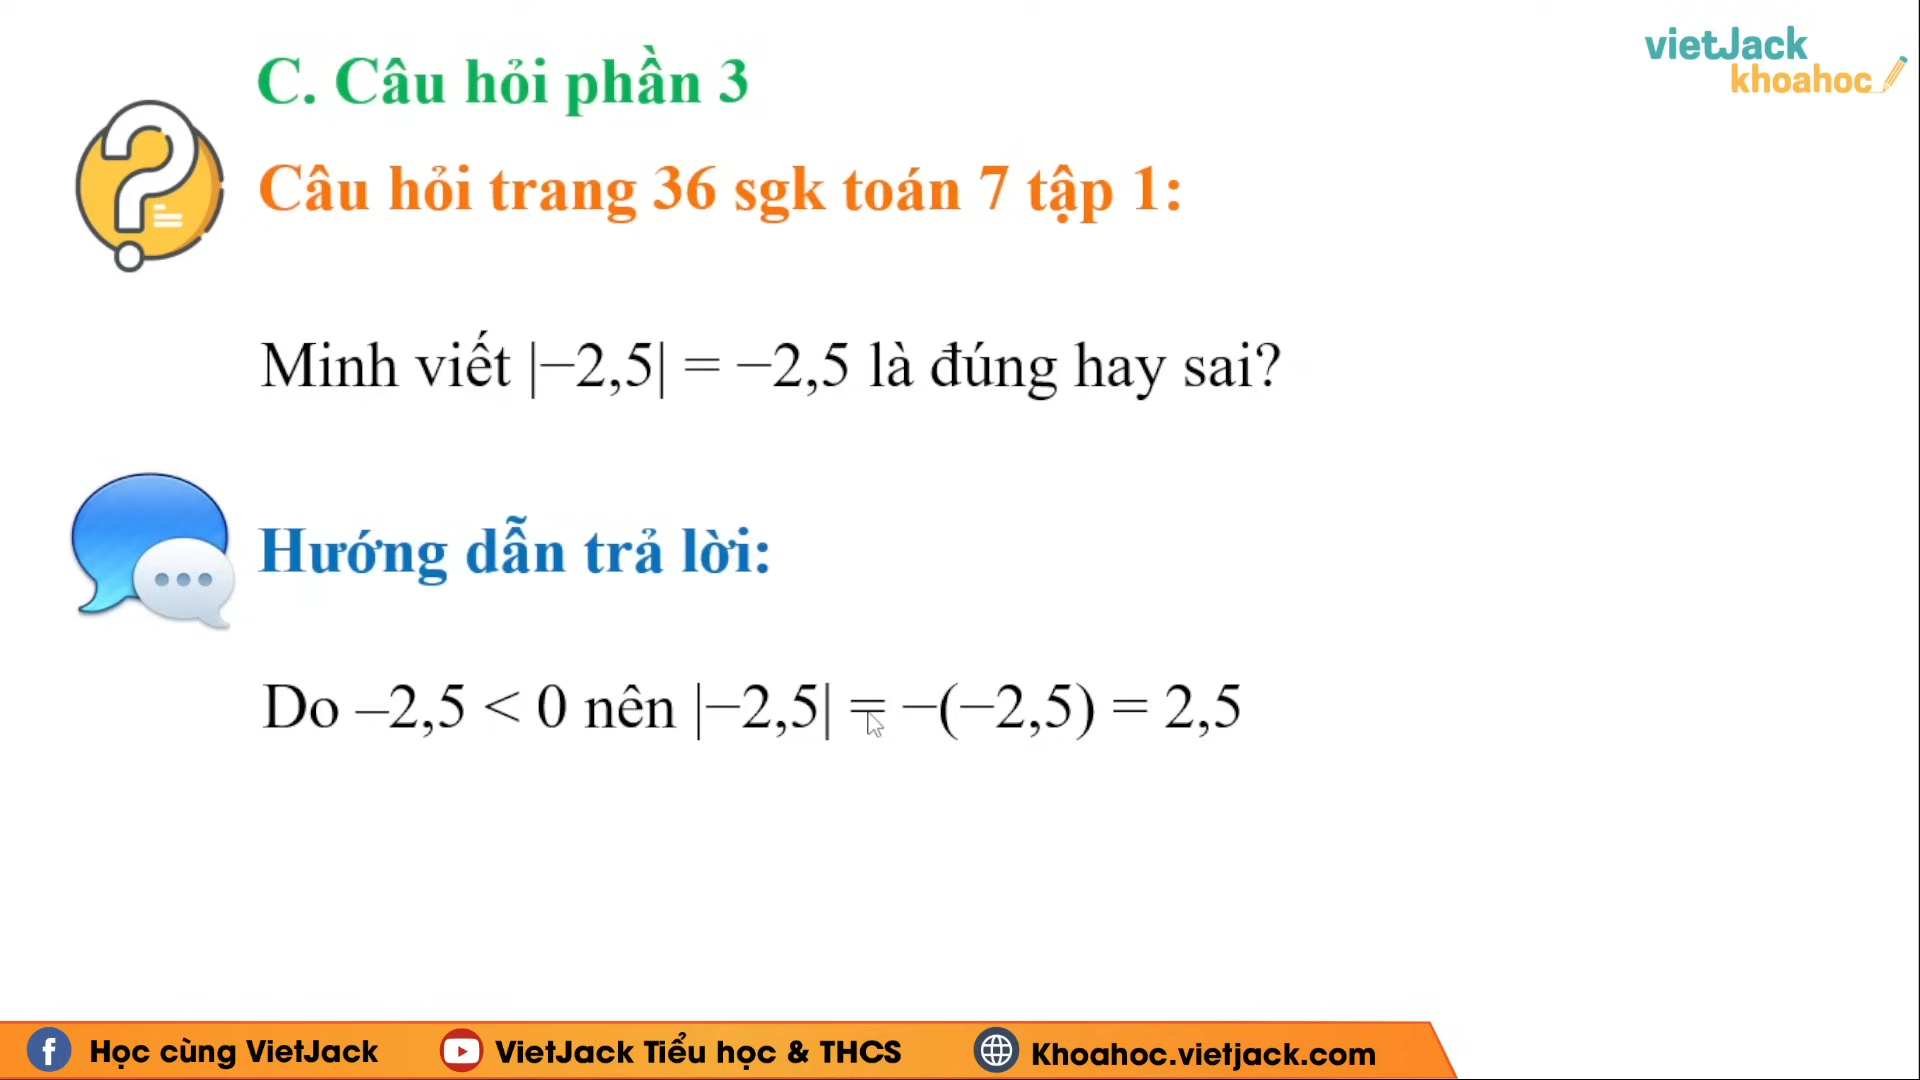 vietJack
khoahoc
C. Câu hỏi phần 3
Câu hỏi trang 36 sgk toán 7 tập 1:
Minh viết |−2,5| = −2,5 là đúng hay sai?
Hướng dẫn trả lời:
Do –2,5 < 0 nên |−2,5| = −(−2,5) = 2,5
Học cùng VietJack
VietJack Tiểu học & THCS
Khoahoc.vietjack.com